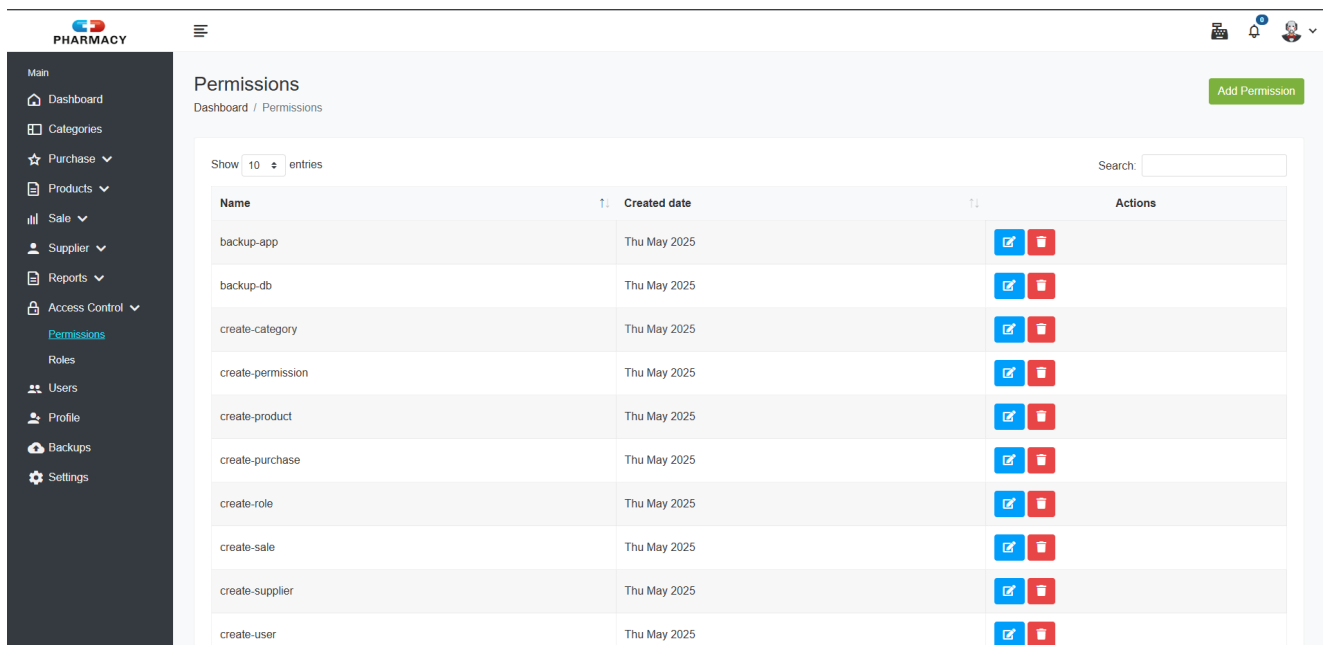 PHARMACY
0
Main
Dashboard
Categories
Purchase
Products
Sale
Supplier
Reports
Access Control
Permissions
Roles
Users
Profile
Backups
Settings
Permissions
Dashboard / Permissions
Add Permission
Show 10 entries
Search:
Name Created date Actions
backup-app Thu May 2025
backup-db Thu May 2025
create-category Thu May 2025
create-permission Thu May 2025
create-product Thu May 2025
create-purchase Thu May 2025
create-role Thu May 2025
create-sale Thu May 2025
create-supplier Thu May 2025
create-user Thu May 2025